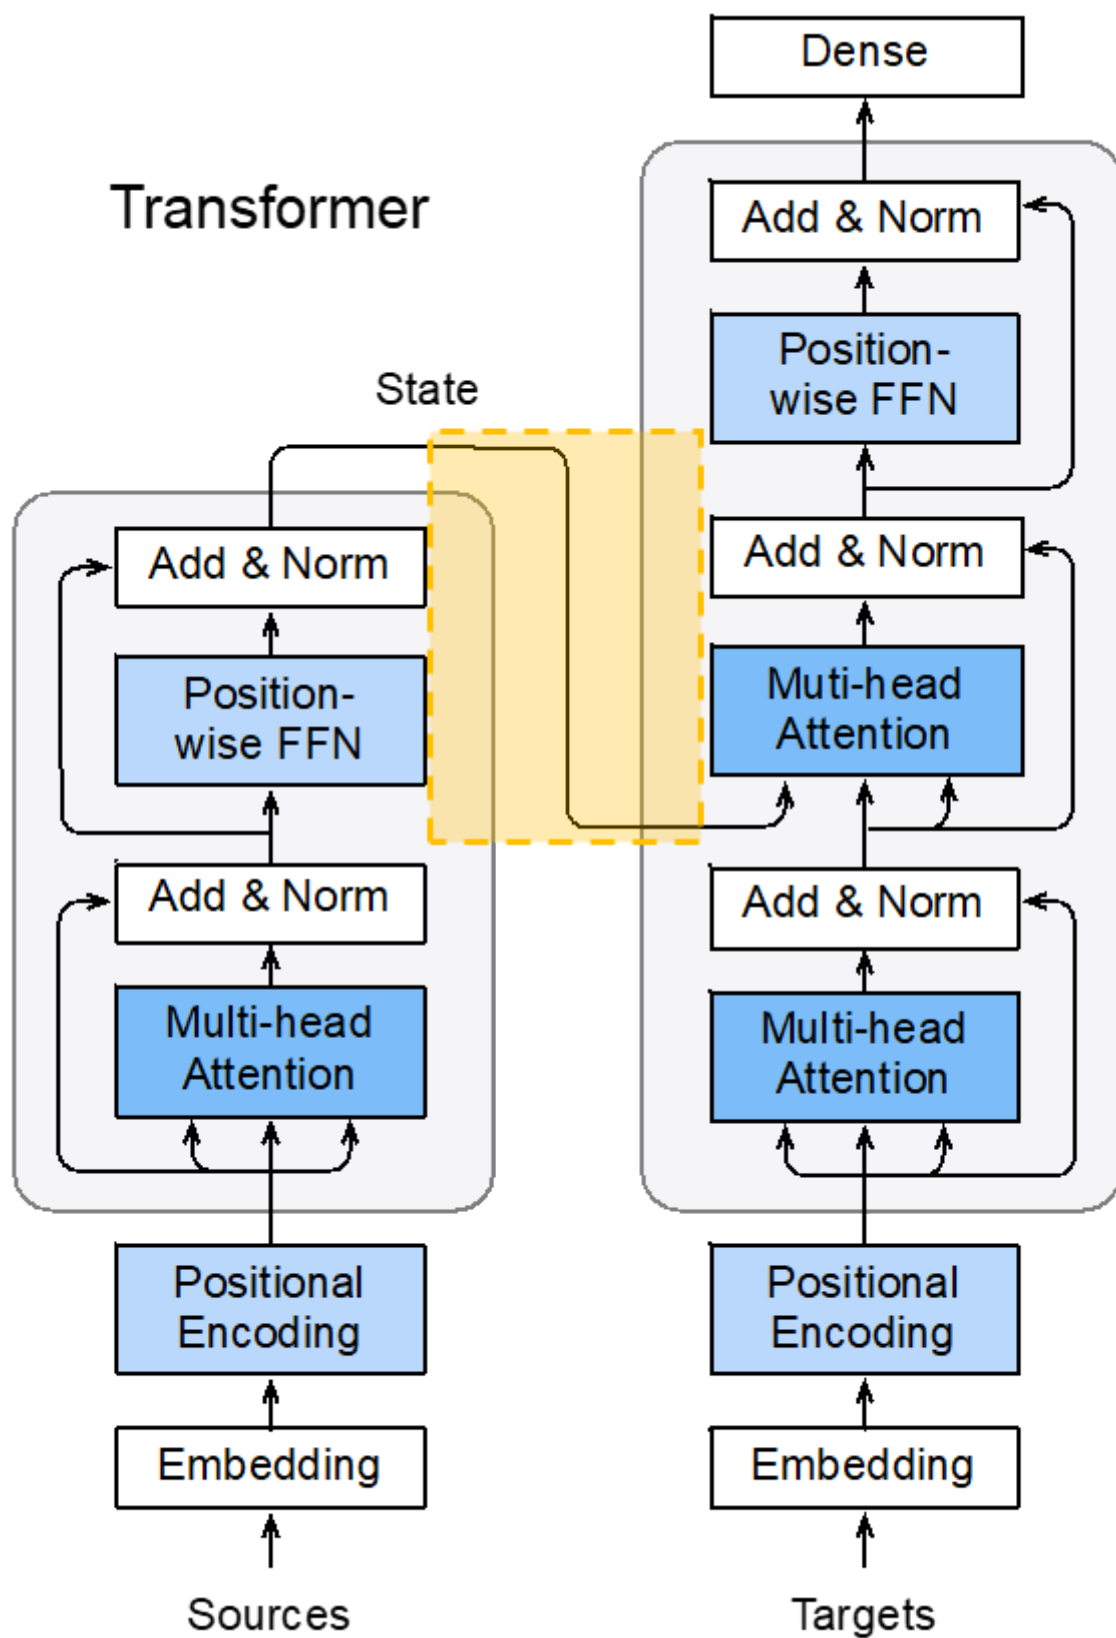 Transformer
State
Add & Norm
Position-
wise FFN
Add & Norm
Multi-head
Attention
Positional
Encoding
Embedding
Sources
Dense
Add & Norm
Position-
wise FFN
Add & Norm
Muti-head
Attention
Add & Norm
Multi-head
Attention
Positional
Encoding
Embedding
Targets